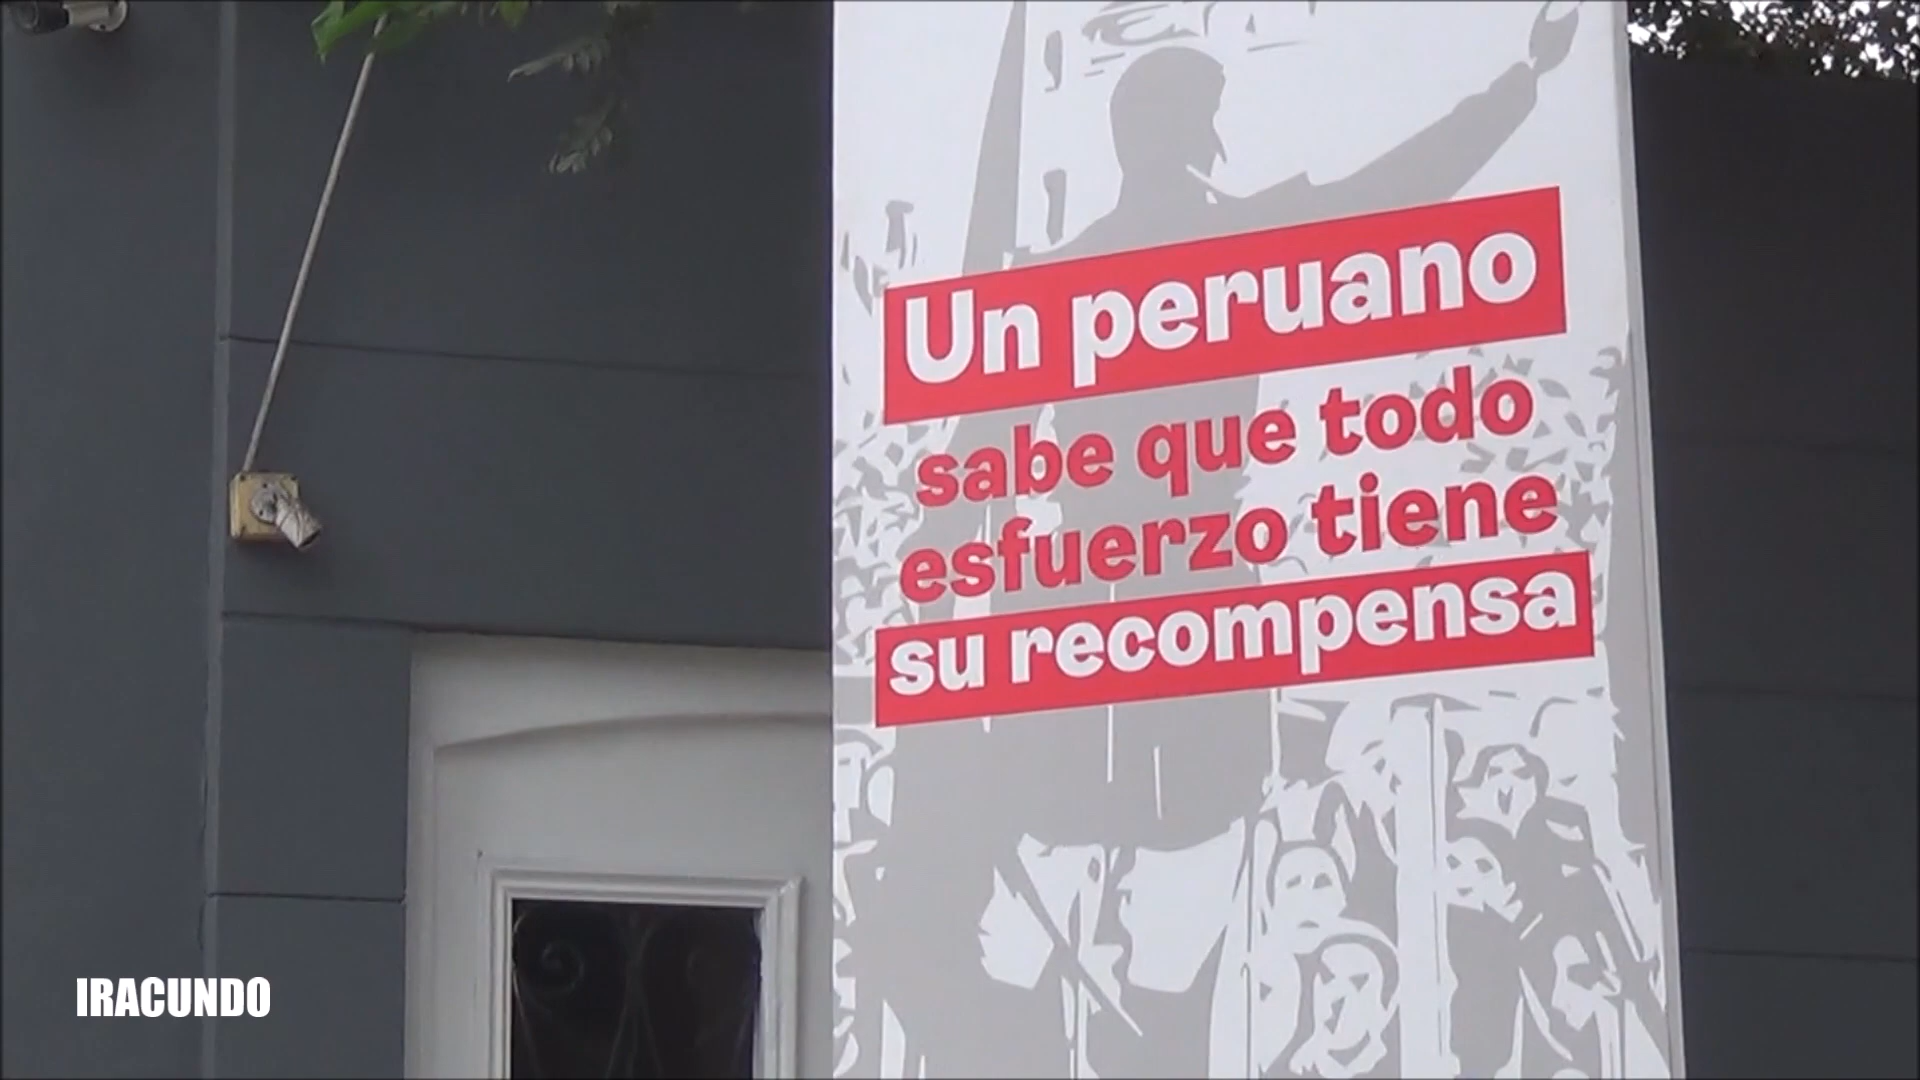 Un peruano
sabe que todo
esfuerzo tiene
su recompensa
IRACUNDO